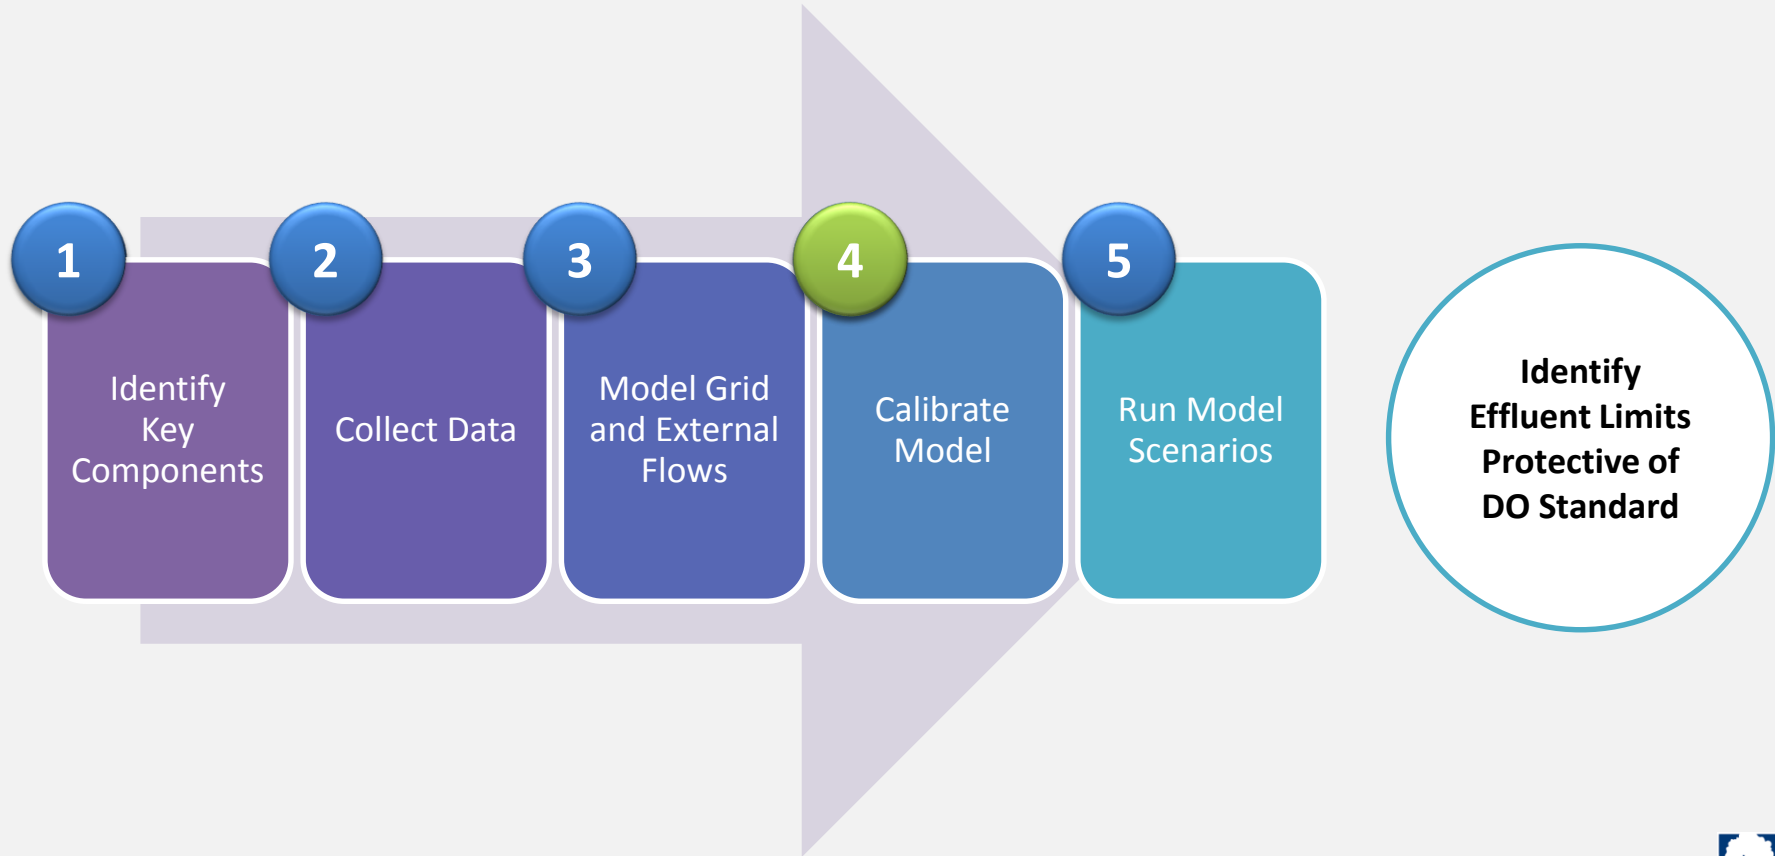 1
Identify
Key
Components
2
Collect Data
3
Model Grid
and External
Flows
4
Calibrate
Model
5
Run Model
Scenarios
Identify
Effluent Limits
Protective of
DO Standard